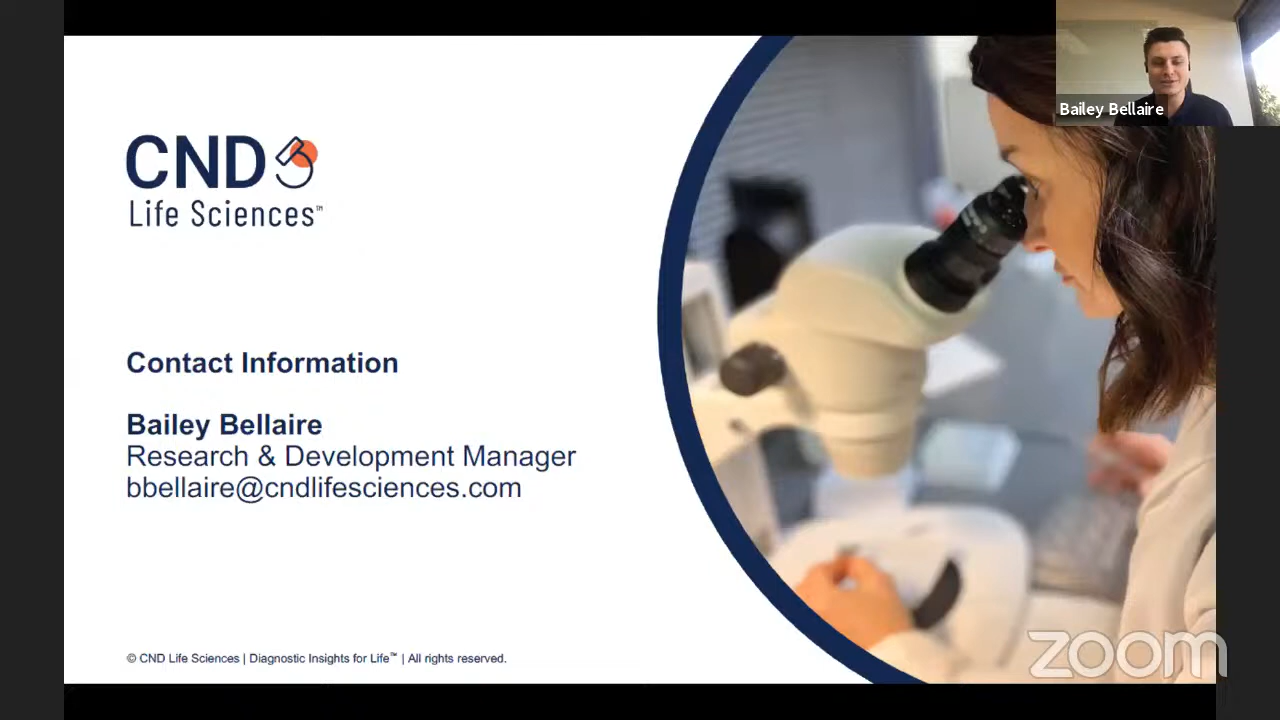 CND
Life Sciences™
Contact Information
Bailey Bellaire
Research & Development Manager
bbellaire@cndlifesciences.com
© CND Life Sciences | Diagnostic Insights for Life™ | All rights reserved.
Bailey Bellaire
zoom